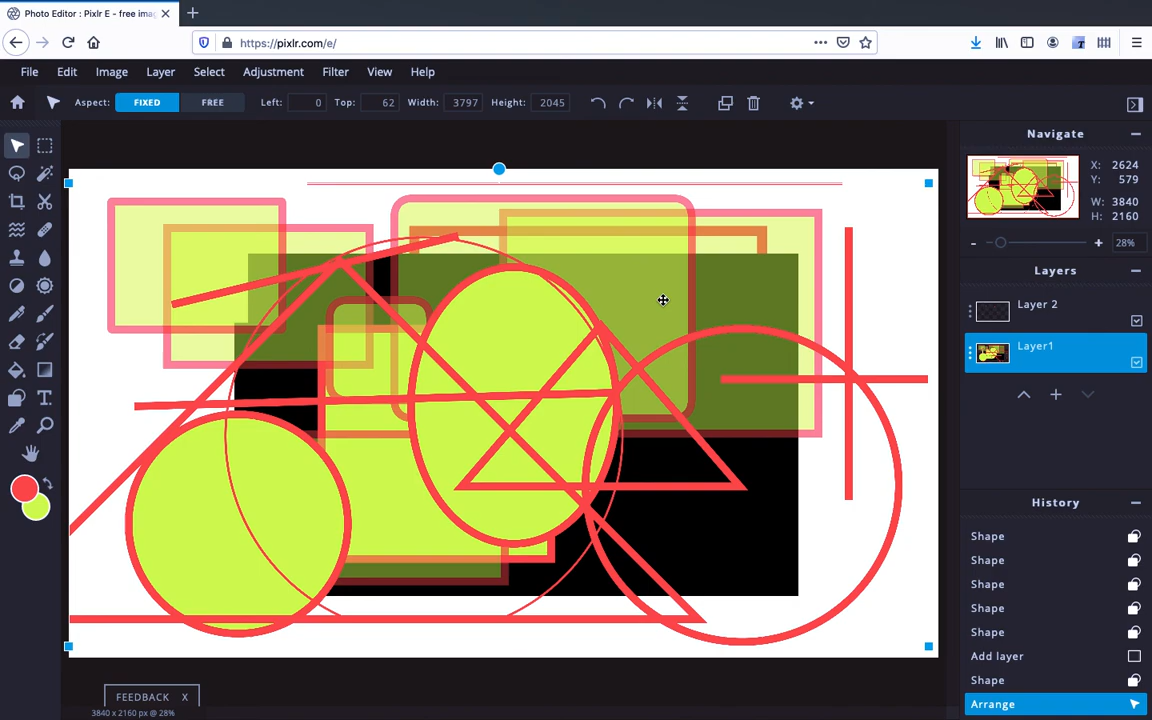 Photo Editor : Pixlr E - free imag
https://pixlr.com/e/
File Edit Image Layer Select Adjustment Filter View Help
Aspect: FIXED FREE Left: 0 Top: 62 Width: 3797 Height: 2045
Navigate
X: 2624
Y: 579
W: 3840
H: 2160
28%
Layers
Layer 2
Layer1
History
Shape
Shape
Shape
Shape
Shape
Add layer
Shape
Arrange
FEEDBACK X
3840 x 2160 px @ 28%